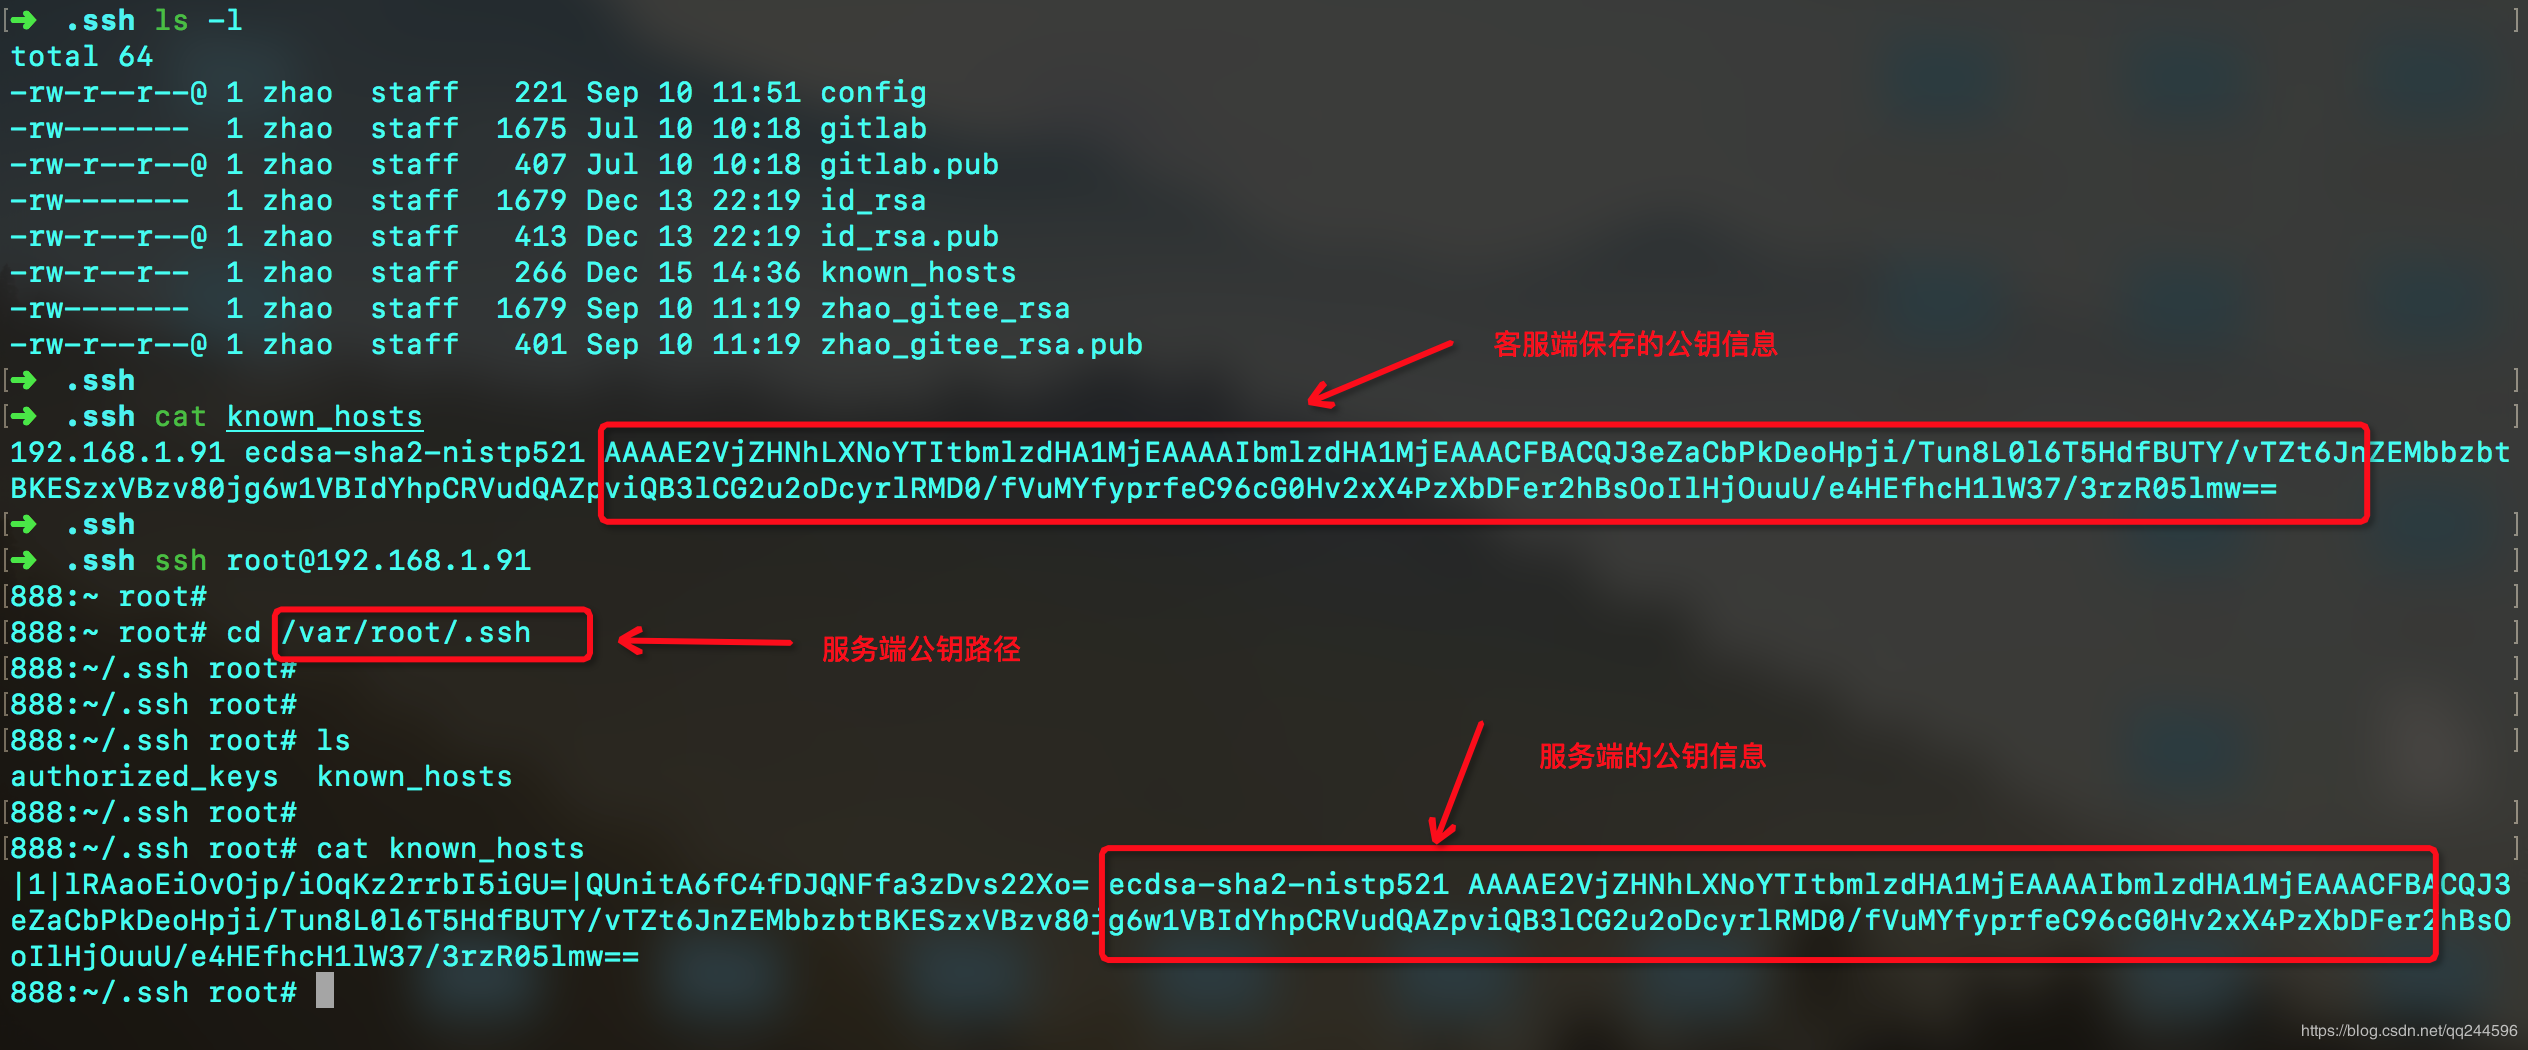 ➜  .ssh ls -l
total 64
-rw-r--r--@ 1 zhao  staff   221 Sep 10 11:51 config
-rw-------  1 zhao  staff  1675 Jul 10 10:18 gitlab
-rw-r--r--@ 1 zhao  staff   407 Jul 10 10:18 gitlab.pub
-rw-------  1 zhao  staff  1679 Dec 13 22:19 id_rsa
-rw-r--r--@ 1 zhao  staff   413 Dec 13 22:19 id_rsa.pub
-rw-r--r--  1 zhao  staff   266 Dec 15 14:36 known_hosts
-rw-------  1 zhao  staff  1679 Sep 10 11:19 zhao_gitee_rsa
-rw-r--r--@ 1 zhao  staff   401 Sep 10 11:19 zhao_gitee_rsa.pub
客服端保存的公钥信息
➜  .ssh
➜  .ssh cat known_hosts
192.168.1.91 ecdsa-sha2-nistp521 AAAAE2VjZHNhLXNoYTItbmlzdHA1MjEAAAAIbmlzdHA1MjEAAACFBACQJ3eZaCbPkDeoHpji/Tun8L0l6T5HdfBUTY/vTZt6JnZEMbbzbt
BKESzxVBzv80jg6w1VBIdYhpCRVudQAZpviQB3lCG2u2oDcyrlRMD0/fVuMYfyprfeC96cG0Hv2xX4PzXbDFer2hBsOoIlHjOuuU/e4HEfhcH1lW37/3rzR05lmw==
➜  .ssh
➜  .ssh ssh root@192.168.1.91
888:~ root#
888:~ root# cd /var/root/.ssh
服务端公钥路径
888:~/.ssh root#
888:~/.ssh root#
888:~/.ssh root# ls
服务端的公钥信息
authorized_keys  known_hosts
888:~/.ssh root#
888:~/.ssh root# cat known_hosts
|1|lRAaoEiOvOjp/iOqKz2rrbI5iGU=|QUnitA6fC4fDJQNFfa3zDvs22Xo= ecdsa-sha2-nistp521 AAAAE2VjZHNhLXNoYTItbmlzdHA1MjEAAAAIbmlzdHA1MjEAAACFBACQJ3
eZaCbPkDeoHpji/Tun8L0l6T5HdfBUTY/vTZt6JnZEMbbzbtBKESzxVBzv80jg6w1VBIdYhpCRVudQAZpviQB3lCG2u2oDcyrlRMD0/fVuMYfyprfeC96cG0Hv2xX4PzXbDFer2hBsO
oIlHjOuuU/e4HEfhcH1lW37/3rzR05lmw==
888:~/.ssh root#
https://blog.csdn.net/qq244596